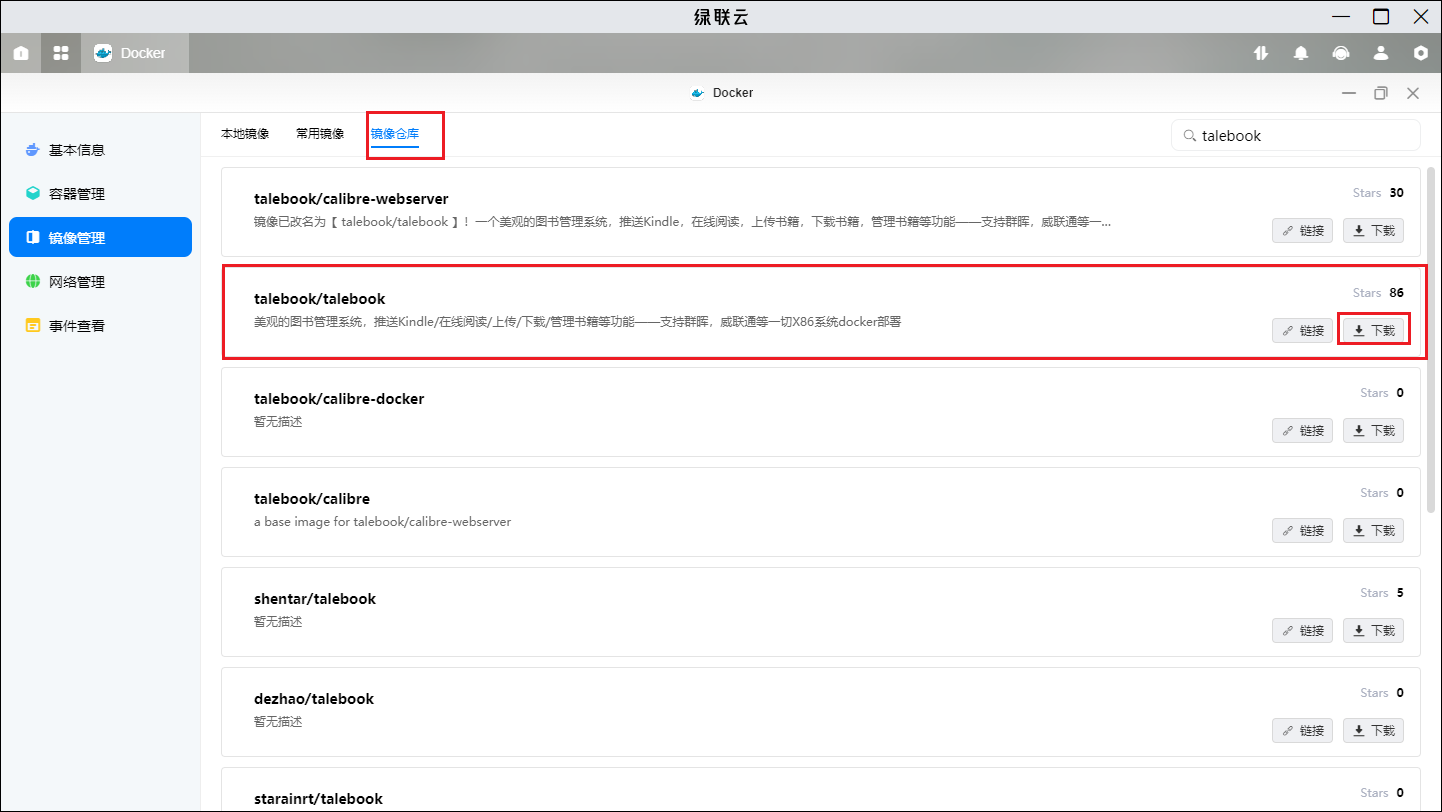 绿联云
Docker
Docker
基本信息
容器管理
镜像管理
网络管理
事件查看
本地镜像 常用镜像 镜像仓库
talebook
talebook/calibre-webserver
Stars 30
镜像已改名为【 talebook/talebook 】！一个美观的图书管理系统，推送Kindle，在线阅读，上传书籍，下载书籍，管理书籍等功能——支持群晖，威联通等一...
链接 下载
talebook/talebook
Stars 86
美观的图书管理系统，推送Kindle/在线阅读/上传/下载/管理书籍等功能——支持群晖，威联通等一切X86系统docker部署
链接 下载
talebook/calibre-docker
Stars 0
暂无描述
链接 下载
talebook/calibre
Stars 0
a base image for talebook/calibre-webserver
链接 下载
shentar/talebook
Stars 5
暂无描述
链接 下载
dezhao/talebook
Stars 0
暂无描述
链接 下载
starainrt/talebook
Stars 0